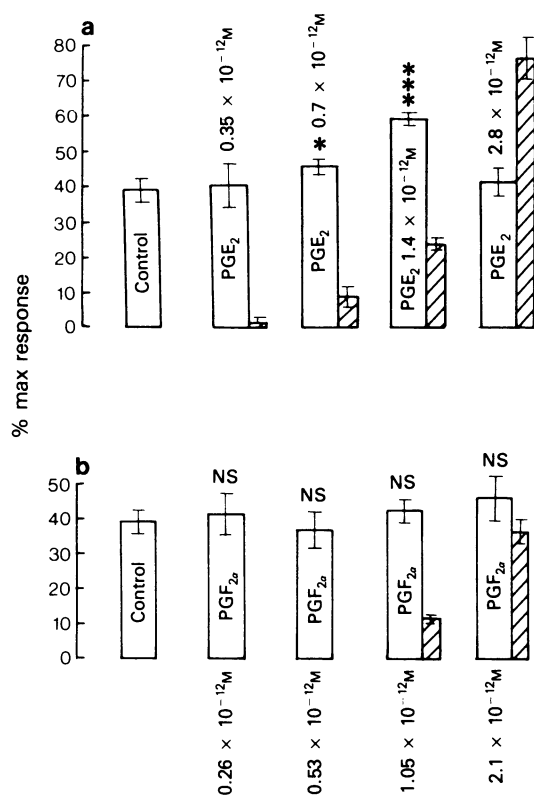 a
% max response
80
70
60
50
40
30
20
10
0
Control
PGE₂
0.35 × 10⁻¹²M
PGE₂
* 0.7 × 10⁻¹²M
PGE₂ 1.4 × 10⁻¹²M
***
PGE₂
2.8 × 10⁻¹²M
b
50
40
30
20
10
0
Control
NS
PGF₂α
0.26 × 10⁻¹²M
NS
PGF₂α
0.53 × 10⁻¹²M
NS
PGF₂α
1.05 × 10⁻¹²M
NS
PGF₂α
2.1 × 10⁻¹²M